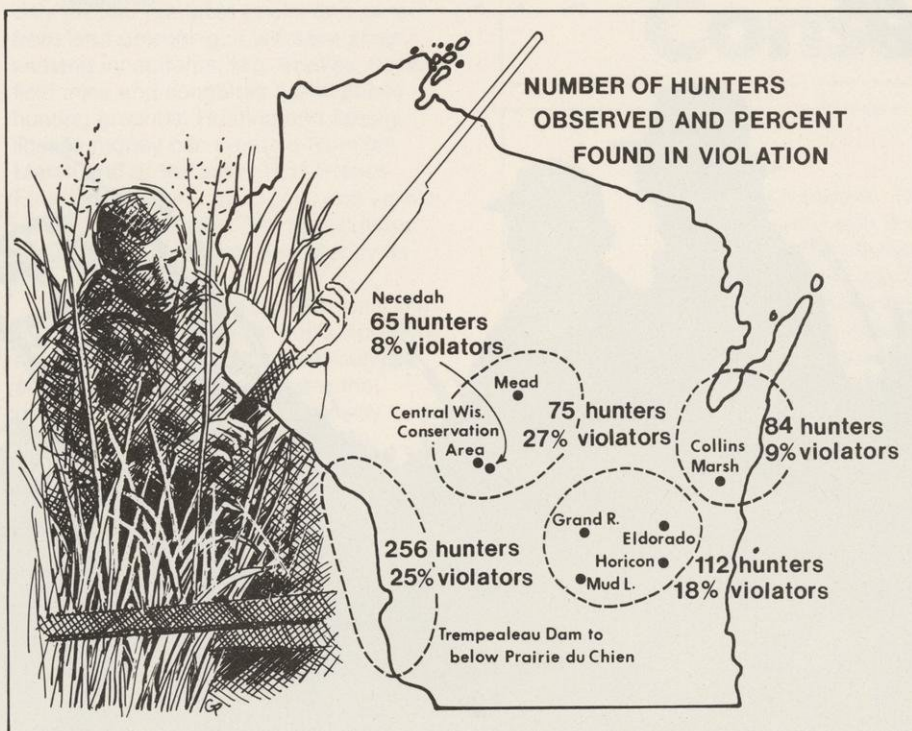 NUMBER OF HUNTERS
OBSERVED AND PERCENT
FOUND IN VIOLATION
Necedah
65 hunters
8% violators
Mead
Central Wis.
Conservation
Area
75 hunters
27% violators
84 hunters
9% violators
Collins
Marsh
Grand R.
Eldorado
Horicon
Mud L.
112 hunters
18% violators
256 hunters
25% violators
Trempealeau Dam to
below Prairie du Chien